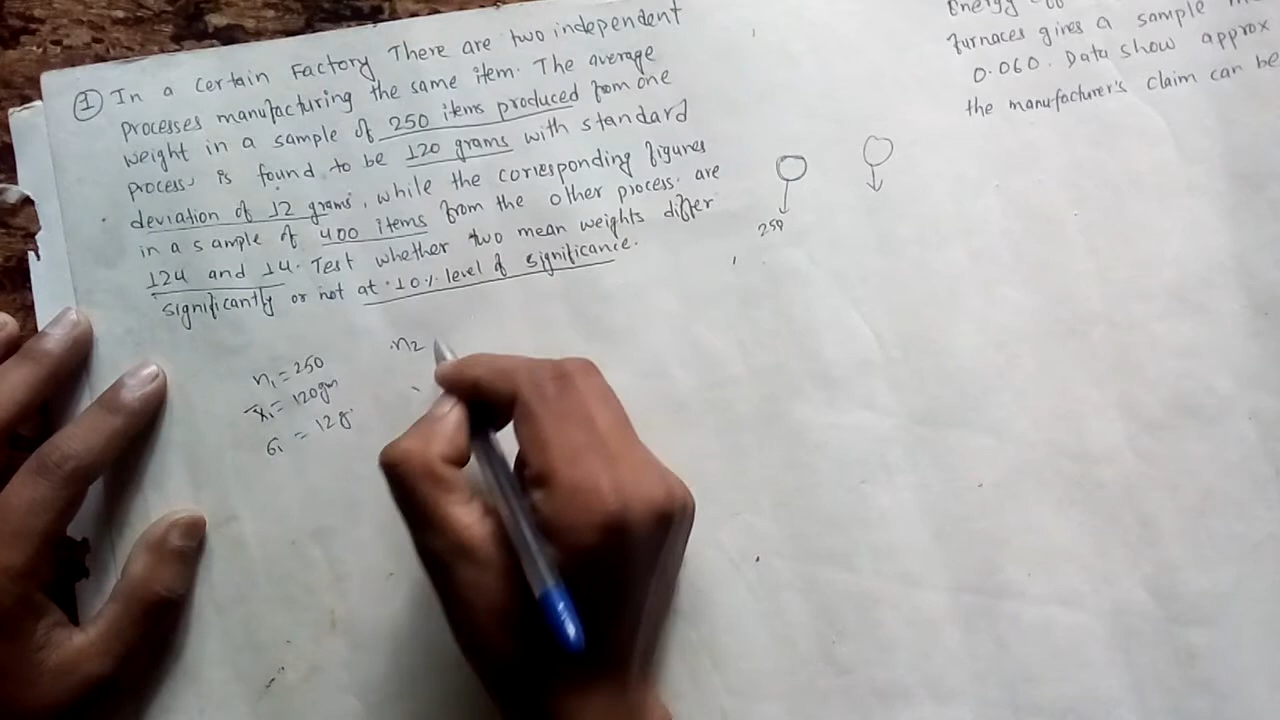 ① In a certain Factory There are two independent
processes manufacturing the same item. The average
weight in a sample of 250 items produced from one
process is found to be 120 grams with standard
deviation of 12 grams, while the corresponding figures
in a sample of 400 items from the other process are
124 and 14. Test whether two mean weights differ
significantly or not at 10% level of significance.
Energy
furnaces gives a sample
0.060. Data show approx
the manufacturer's claim can be
250
n₁ = 250
x̄₁ = 120gm
σ₁ = 12g
n₂